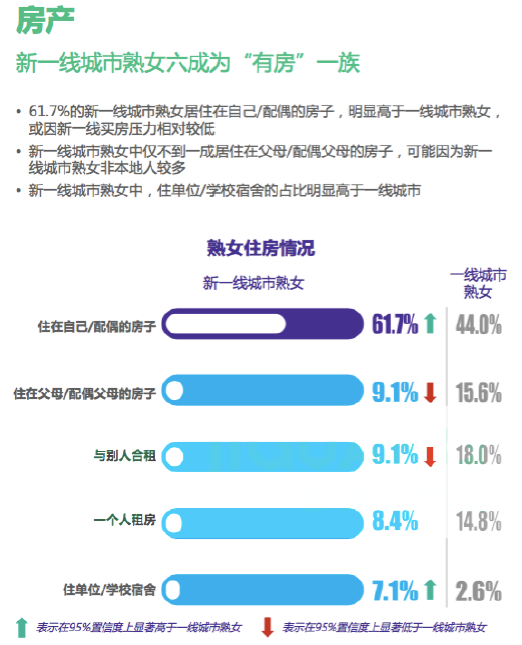 房产
新一线城市熟女六成为“有房”一族
• 61.7%的新一线城市熟女居住在自己/配偶的房子，明显高于一线城市熟女，
或因新一线买房压力相对较低
• 新一线城市熟女中仅不到一成居住在父母/配偶父母的房子，可能因为新一
线城市熟女非本地人较多
• 新一线城市熟女中，住单位/学校宿舍的占比明显高于一线城市
熟女住房情况
新一线城市熟女
一线城市
熟女
住在自己/配偶的房子 61.7% 44.0%
住在父母/配偶父母的房子 9.1% 15.6%
与别人合租 9.1% 18.0%
一个人租房 8.4% 14.8%
住单位/学校宿舍 7.1% 2.6%
表示在95%置信度上显著高于一线城市熟女 表示在95%置信度上显著低于一线城市熟女